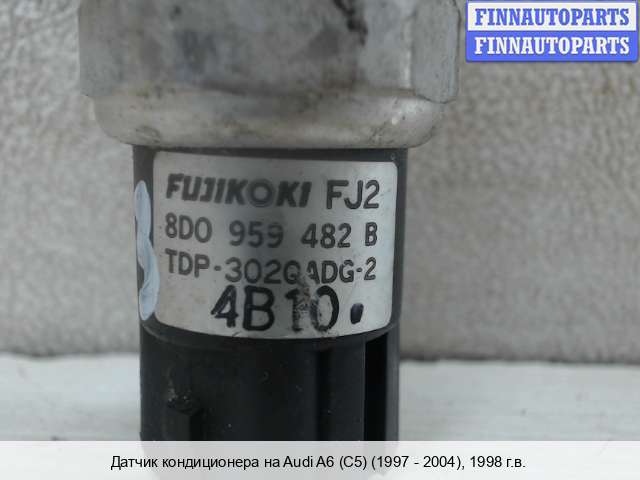 FINNAUTOPARTS
FINNAUTOPARTS
FUJIKOKI FJ2
8D0 959 482 B
TDP-302QADG-2
4B10.
Датчик кондиционера на Audi A6 (C5) (1997 - 2004), 1998 г.в.